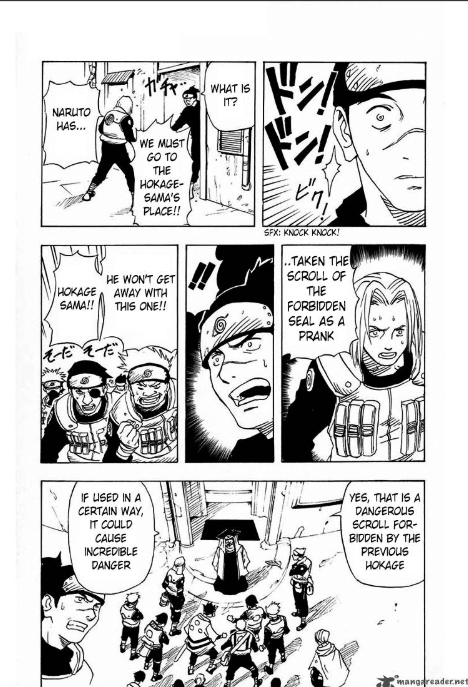 ドン!
ドン!
ビク!
SFX: KNOCK KNOCK!
WHAT IS
IT?
ガチャ
WE MUST
GO TO
THE
HOKAGE-
SAMA'S
PLACE!!
NARUTO
HAS...
..TAKEN THE
SCROLL OF
THE
FORBIDDEN
SEAL AS A
PRANK
!!
HE WON'T GET
AWAY WITH
THIS ONE!!
HOKAGE
SAMA!!
そーだ
そーだ
YES, THAT IS A
DANGEROUS
SCROLL FOR-
BIDDEN BY THE
PREVIOUS
HOKAGE
IF USED IN A
CERTAIN WAY,
IT COULD
CAUSE
INCREDIBLE
DANGER
mangareader.net